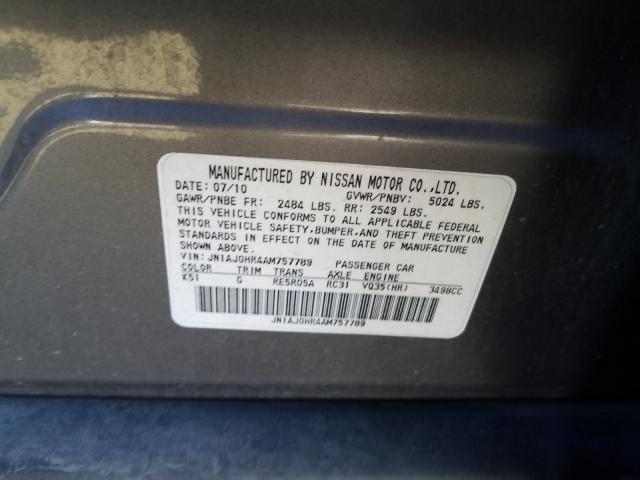 MANUFACTURED BY NISSAN MOTOR CO.,LTD.
DATE: 07/10 GVWR/PNBV: 5024 LBS.
GAWR/PNBE FR: 2484 LBS. RR: 2549 LBS.
THIS VEHICLE CONFORMS TO ALL APPLICABLE FEDERAL
MOTOR VEHICLE SAFETY,BUMPER,AND THEFT PREVENTION
STANDARDS IN EFFECT ON THE DATE OF MANUFACTURE
SHOWN ABOVE.
VIN: JN1AJ0HR4AM757789 PASSENGER CAR
COLOR TRIM TRANS AXLE ENGINE
K51 G RE5R05A RC31 VQ35(HR) 3498CC
JN1AJ0HR4AM757789